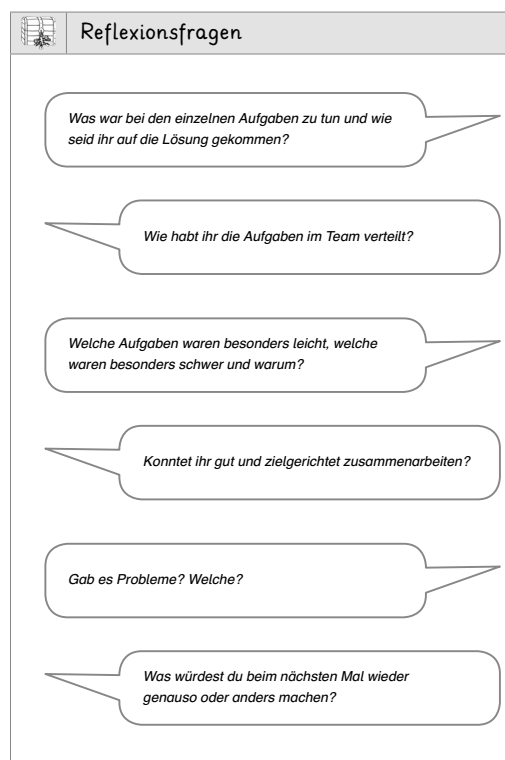 Reflexionsfragen
Was war bei den einzelnen Aufgaben zu tun und wie
seid ihr auf die Lösung gekommen?
Wie habt ihr die Aufgaben im Team verteilt?
Welche Aufgaben waren besonders leicht, welche
waren besonders schwer und warum?
Konntet ihr gut und zielgerichtet zusammenarbeiten?
Gab es Probleme? Welche?
Was würdest du beim nächsten Mal wieder
genauso oder anders machen?